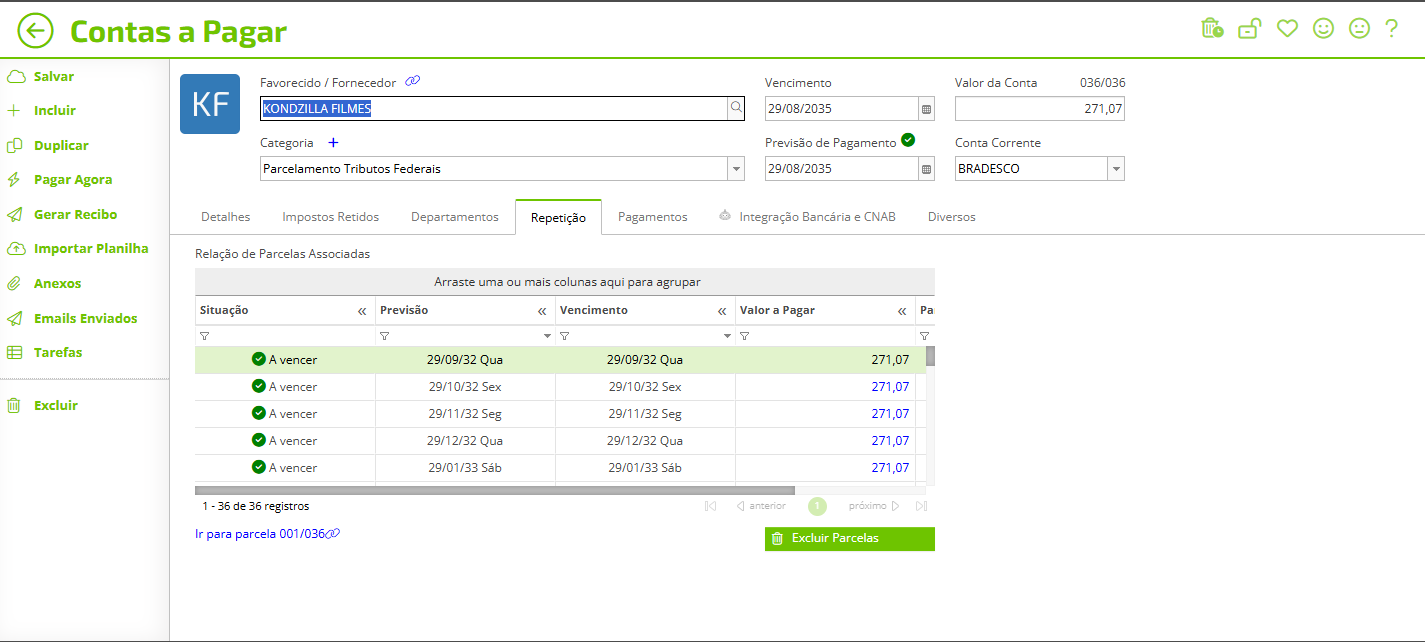 Contas a Pagar
Salvar
Incluir
Duplicar
Pagar Agora
Gerar Recibo
Importar Planilha
Anexos
Emails Enviados
Tarefas
Excluir
KF
Favorecido / Fornecedor
KONDZILLA FILMES
Vencimento
29/08/2035
Valor da Conta 036/036
271,07
Categoria +
Parcelamento Tributos Federais
Previsão de Pagamento
29/08/2035
Conta Corrente
BRADESCO
Detalhes Impostos Retidos Departamentos Repetição Pagamentos Integração Bancária e CNAB Diversos
Relação de Parcelas Associadas
Arraste uma ou mais colunas aqui para agrupar
Situação « Previsão « Vencimento « Valor a Pagar « Pa
A vencer 29/09/32 Qua 29/09/32 Qua 271,07
A vencer 29/10/32 Sex 29/10/32 Sex 271,07
A vencer 29/11/32 Seg 29/11/32 Seg 271,07
A vencer 29/12/32 Qua 29/12/32 Qua 271,07
A vencer 29/01/33 Sáb 29/01/33 Sáb 271,07
1 - 36 de 36 registros anterior 1 próximo
Ir para parcela 001/036
Excluir Parcelas